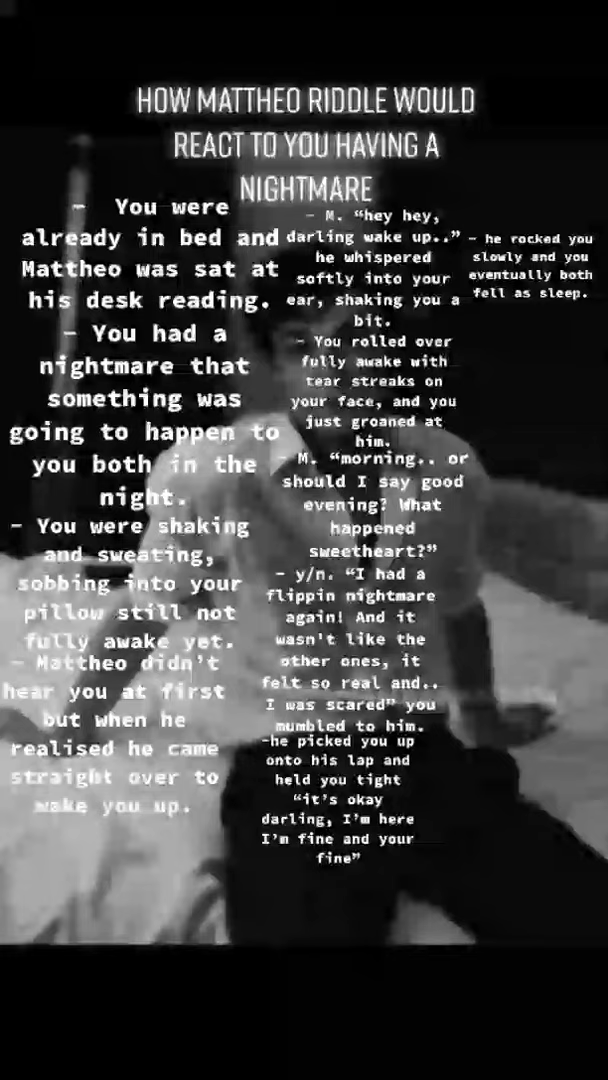 HOW MATTHEO RIDDLE WOULD
REACT TO YOU HAVING A
NIGHTMARE
- You were
already in bed and
Mattheo was sat at
his desk reading.
- You had a
nightmare that
something was
going to happen to
you both in the
night.
- You were shaking
and sweating,
sobbing into your
pillow still not
fully awake yet.
- Mattheo didn't
hear you at first
but when he
realised he came
straight over to
wake you up.
- M. “hey hey,
darling wake up..”
he whispered
softly into your
ear, shaking you a
bit.
- You rolled over
fully awake with
tear streaks on
your face, and you
just groaned at
him.
- M. “morning.. or
should I say good
evening? What
happened
sweetheart?”
- y/n. “I had a
flippin nightmare
again! And it
wasn't like the
other ones, it
felt so real and..
I was scared” you
mumbled to him.
-he picked you up
onto his lap and
held you tight
“it’s okay
darling, I’m here
I’m fine and your
fine”
- he rocked you
slowly and you
eventually both
fell as sleep.